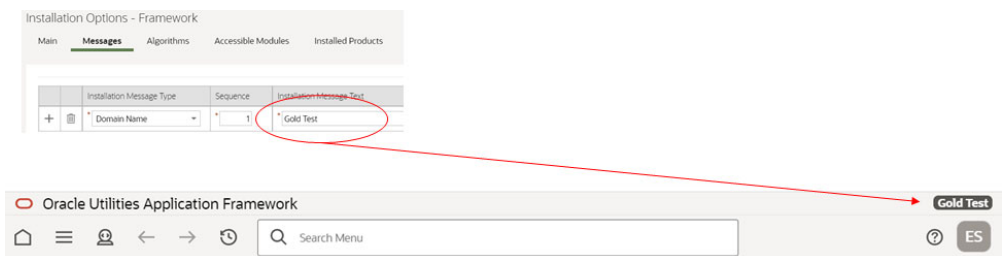 Installation Options - Framework
Main Messages Algorithms Accessible Modules Installed Products
Installation Message Type Sequence Installation Message Text
* Domain Name * 1 * Gold Test
Oracle Utilities Application Framework Gold Test
Search Menu ES